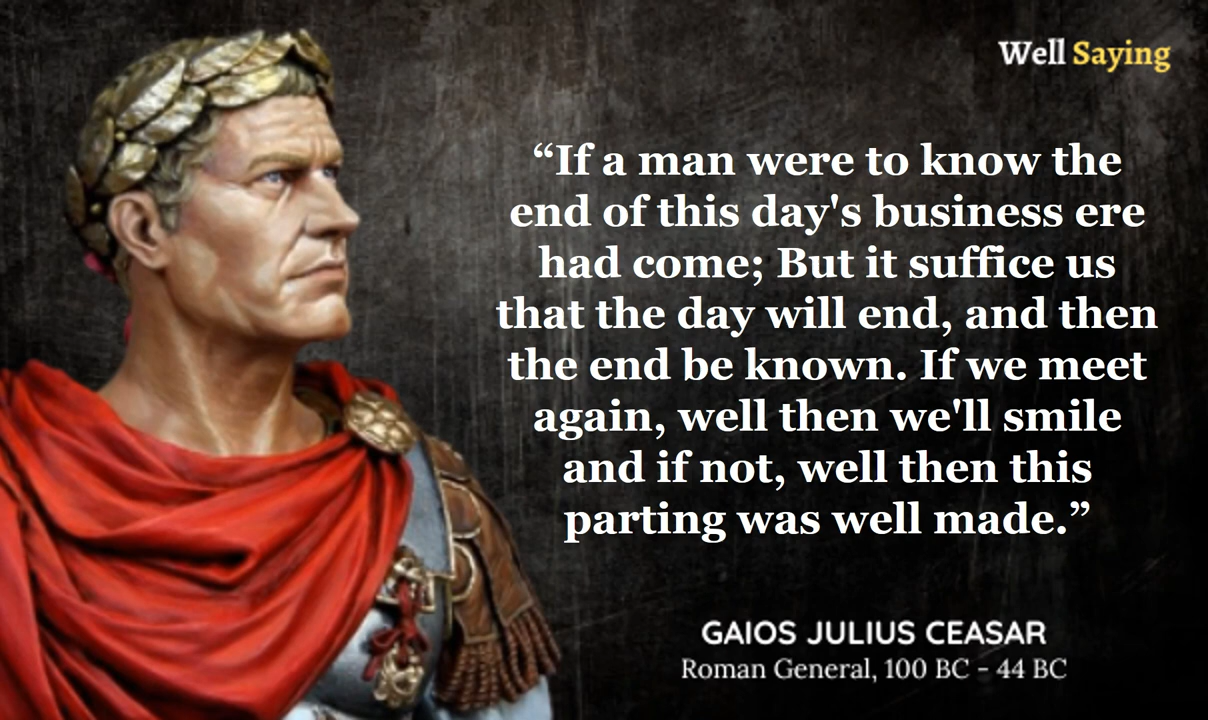 Well Saying
“If a man were to know the
end of this day's business ere
had come; But it suffice us
that the day will end, and then
the end be known. If we meet
again, well then we'll smile
and if not, well then this
parting was well made.”
GAIOS JULIUS CEASAR
Roman General, 100 BC - 44 BC